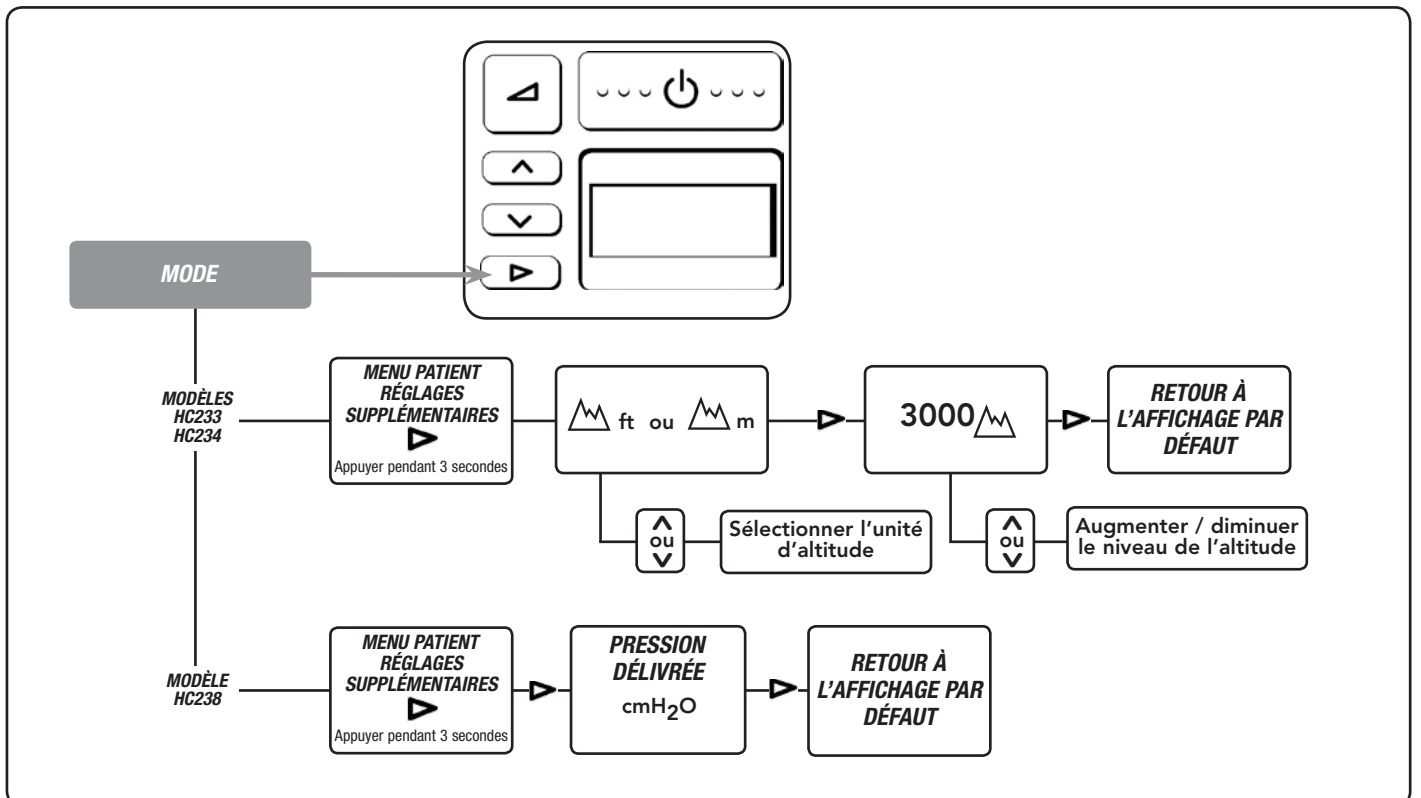 MODE
MODÈLES
HC233
HC234
MENU PATIENT
RÉGLAGES
SUPPLÉMENTAIRES
Appuyer pendant 3 secondes
ft ou m
3000
RETOUR À
L'AFFICHAGE PAR
DÉFAUT
ou
Sélectionner l'unité
d'altitude
ou
Augmenter / diminuer
le niveau de l'altitude
MODÈLE
HC238
MENU PATIENT
RÉGLAGES
SUPPLÉMENTAIRES
Appuyer pendant 3 secondes
PRESSION
DÉLIVRÉE
cmH2O
RETOUR À
L'AFFICHAGE PAR
DÉFAUT